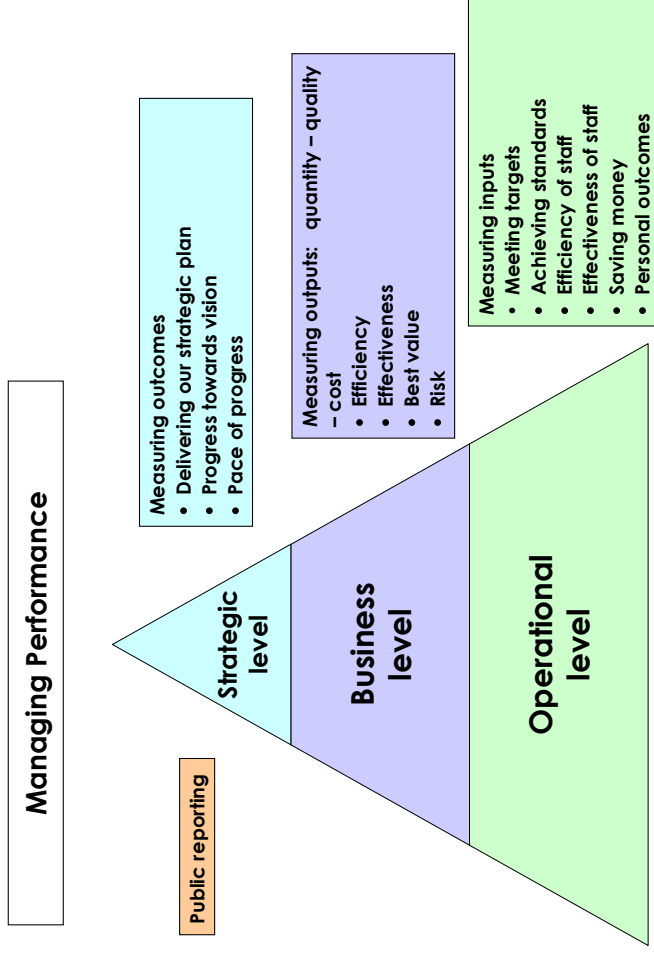 Managing Performance
Public reporting
Strategic
level
Measuring outcomes
• Delivering our strategic plan
• Progress towards vision
• Pace of progress
Business
level
Measuring outputs: quantity – quality
– cost
• Efficiency
• Effectiveness
• Best value
• Risk
Operational
level
Measuring inputs
• Meeting targets
• Achieving standards
• Efficiency of staff
• Effectiveness of staff
• Saving money
• Personal outcomes